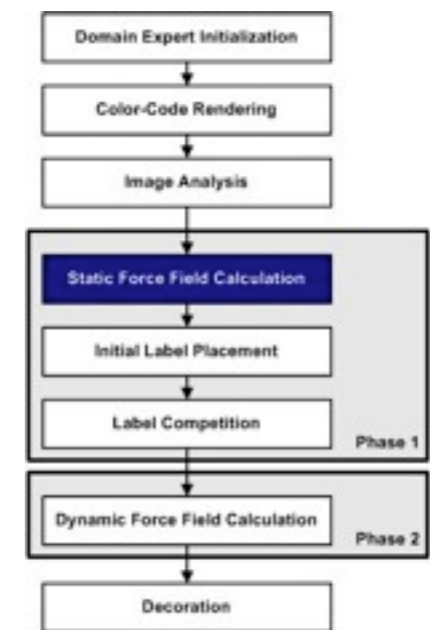 Domain Expert Initialization
Color-Code Rendering
Image Analysis
Static Force Field Calculation
Initial Label Placement
Label Competition
Phase 1
Dynamic Force Field Calculation
Phase 2
Decoration